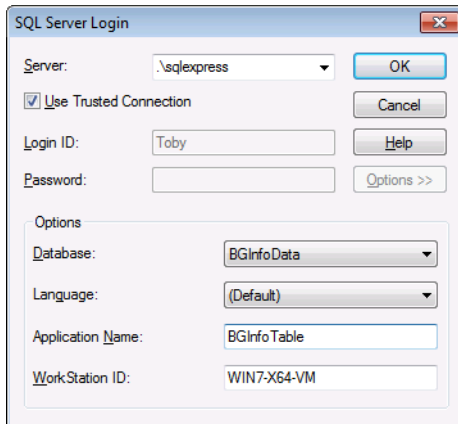 SQL Server Login
Server: .\sqlexpress OK
Use Trusted Connection Cancel
Login ID: Toby Help
Password: Options >>
Options
Database: BGInfoData
Language: (Default)
Application Name: BGInfoTable
WorkStation ID: WIN7-X64-VM